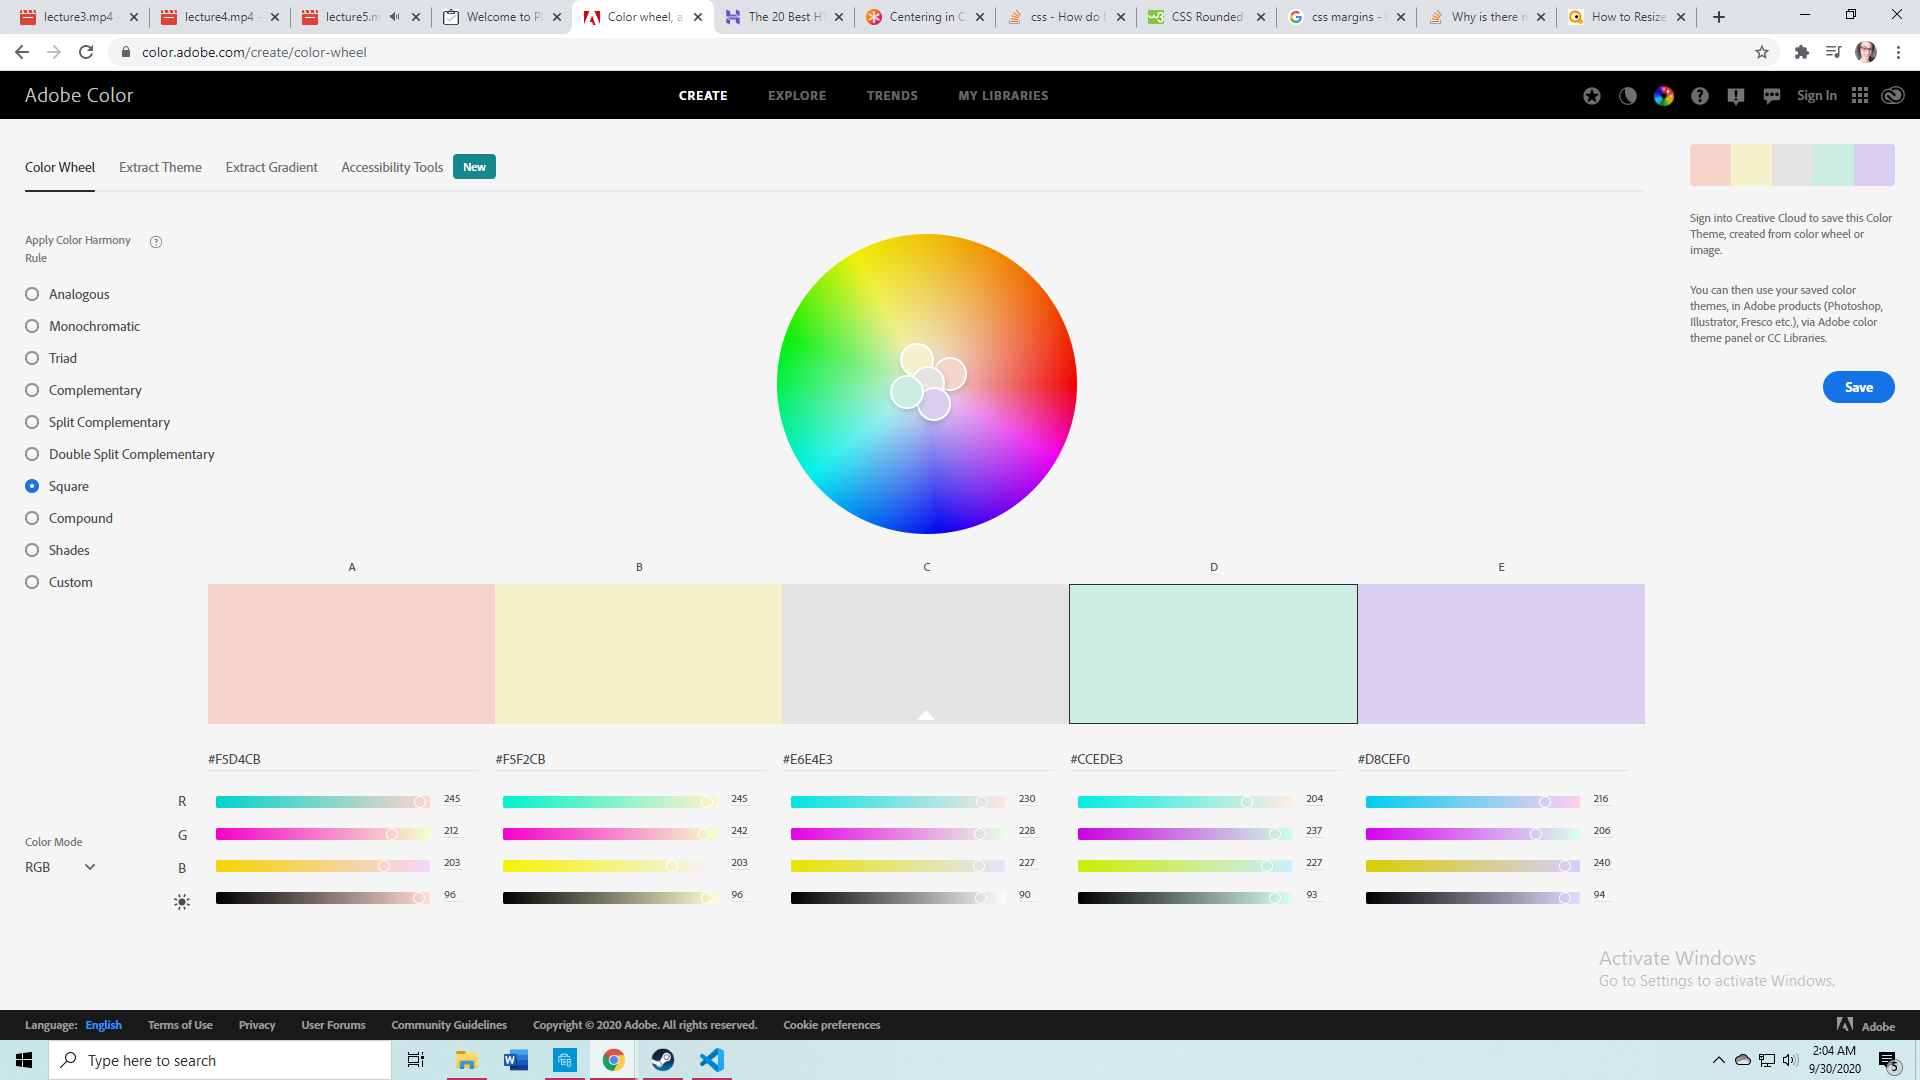 lecture3.mp4 -
lecture4.mp4 -
lecture5.m
Welcome to P
Color wheel, a
The 20 Best HT
Centering in C
css - How do I
CSS Rounded
css margins -
Why is there n
How to Resize
color.adobe.com/create/color-wheel
Adobe Color
CREATE
EXPLORE
TRENDS
MY LIBRARIES
Sign In
Color Wheel
Extract Theme
Extract Gradient
Accessibility Tools
New
Sign into Creative Cloud to save this Color
Theme, created from color wheel or
image.
You can then use your saved color
themes, in Adobe products (Photoshop,
Illustrator, Fresco etc.), via Adobe color
theme panel or CC Libraries.
Save
Apply Color Harmony
Rule
Analogous
Monochromatic
Triad
Complementary
Split Complementary
Double Split Complementary
Square
Compound
Shades
Custom
A B C D E
#F5D4CB #F5F2CB #E6E4E3 #CCEDE3 #D8CEF0
R 245 245 230 204 216
G 212 242 228 237 206
B 203 203 227 227 240
96 96 90 93 94
Color Mode
RGB
Activate Windows
Go to Settings to activate Windows.
Language: English
Terms of Use
Privacy
User Forums
Community Guidelines
Copyright © 2020 Adobe. All rights reserved.
Cookie preferences
Adobe
Type here to search
2:04 AM
9/30/2020
5